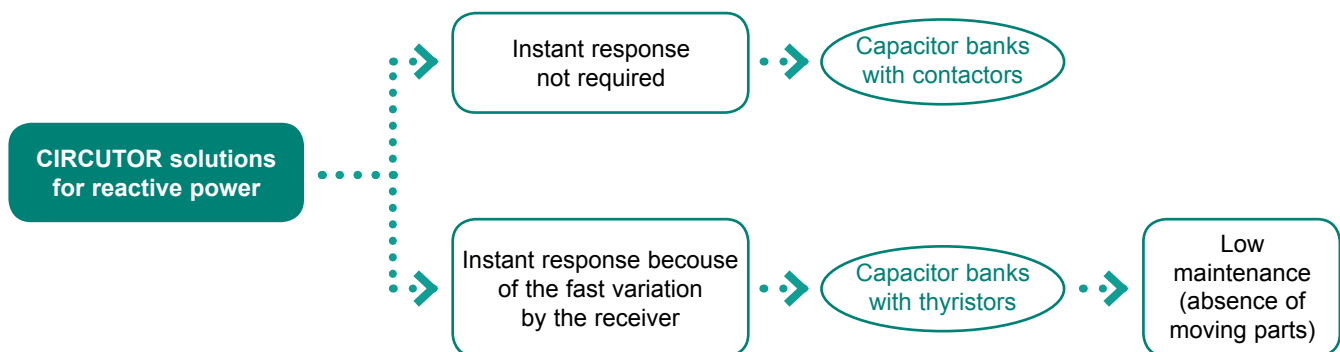 CIRCUTOR solutions
for reactive power
Instant response
not required
Capacitor banks
with contactors
Instant response becouse
of the fast variation
by the receiver
Capacitor banks
with thyristors
Low
maintenance
(absence of
moving parts)